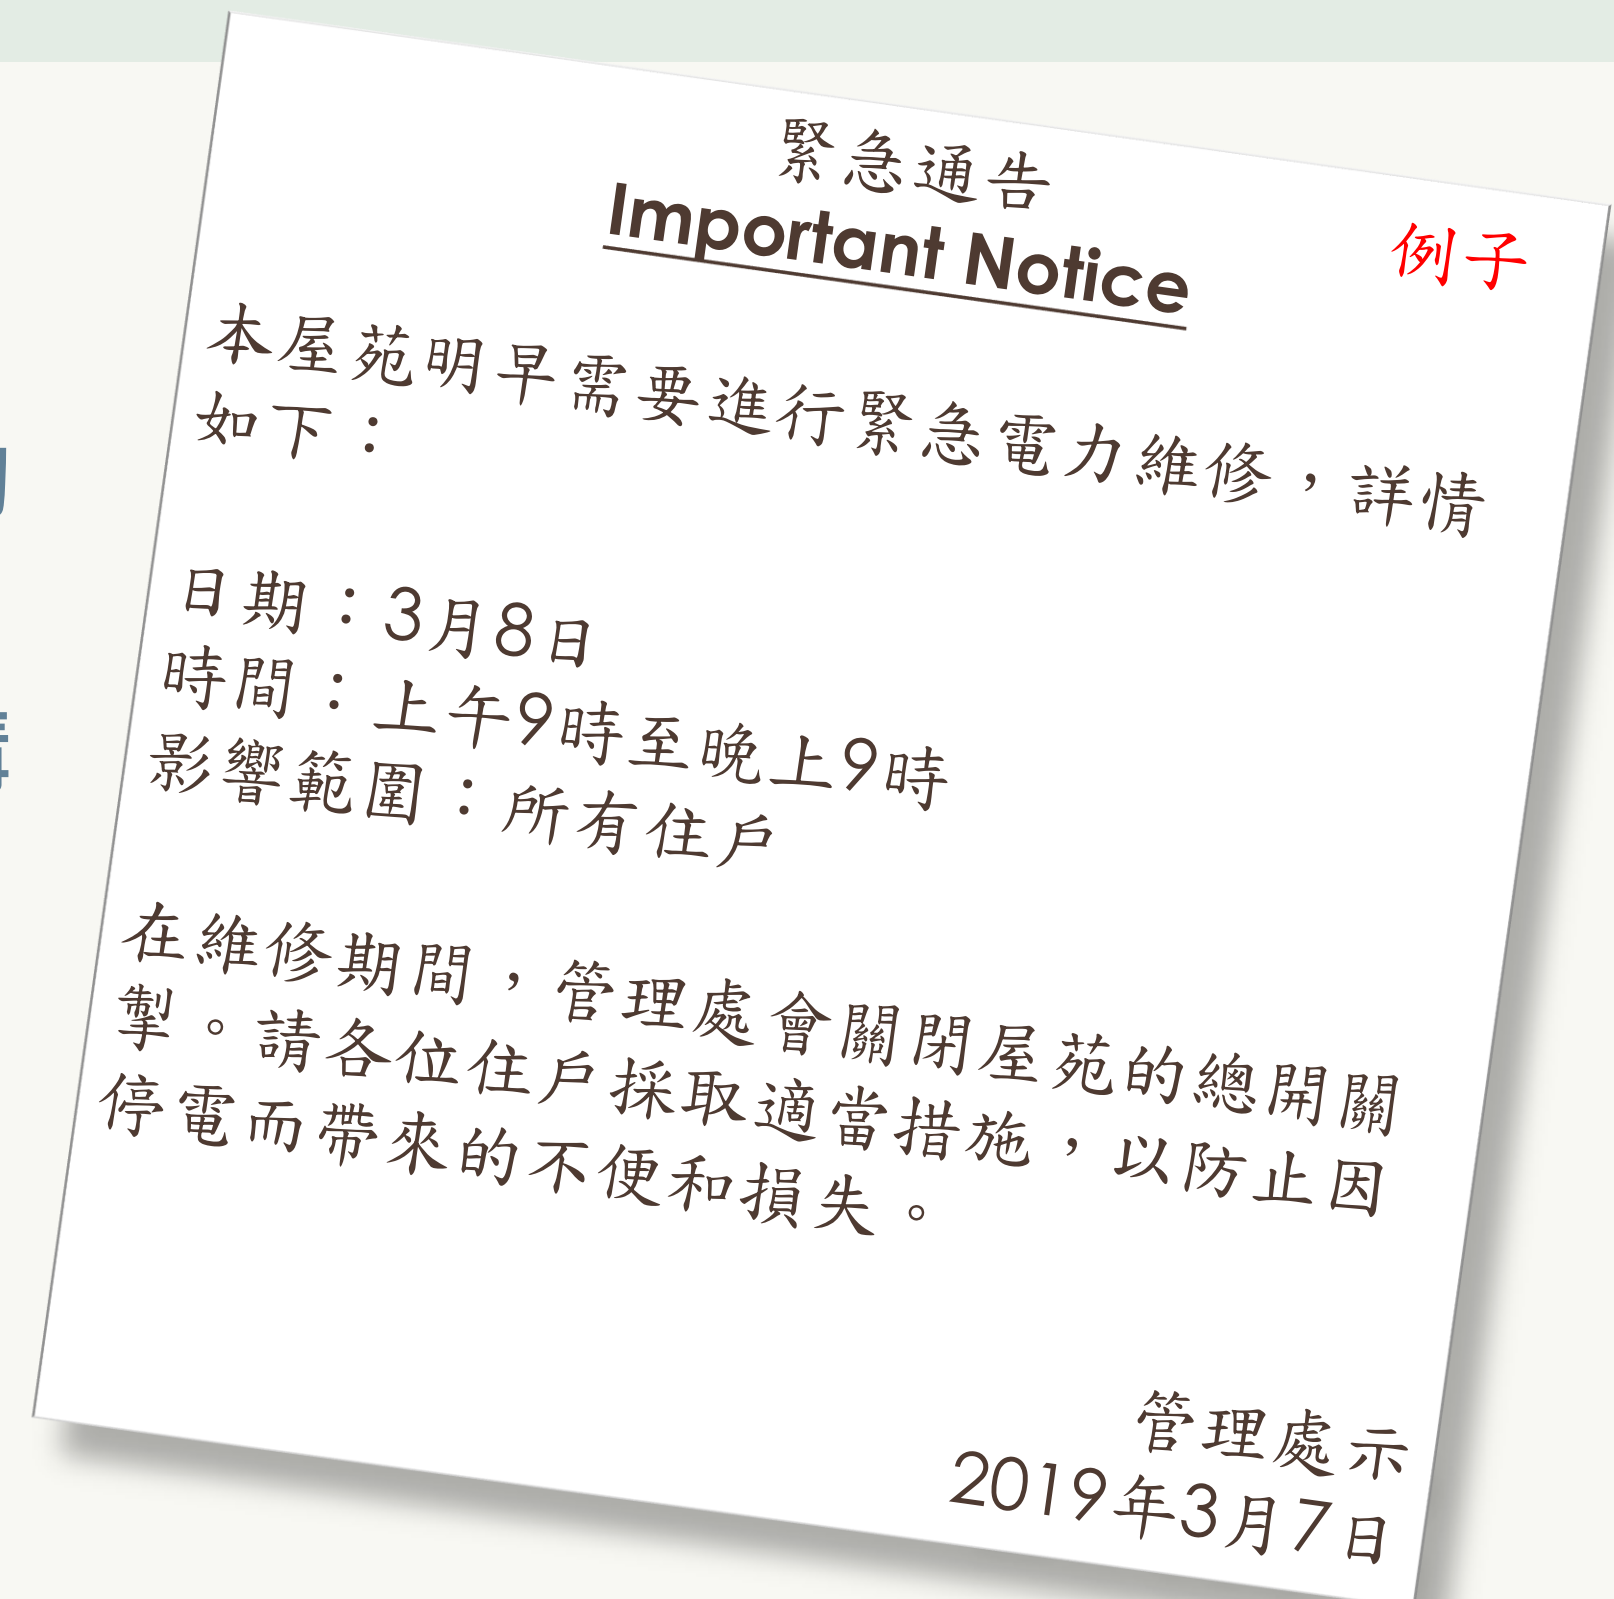 緊急通告
Important Notice
例子
本屋苑明早需要進行緊急電力維修，詳情
如下：
日期：3月8日
時間：上午9時至晚上9時
影響範圍：所有住戶
在維修期間，管理處會關閉屋苑的總開關
掣。請各位住戶採取適當措施，以防止因
停電而帶來的不便和損失。
管理處示
2019年3月7日